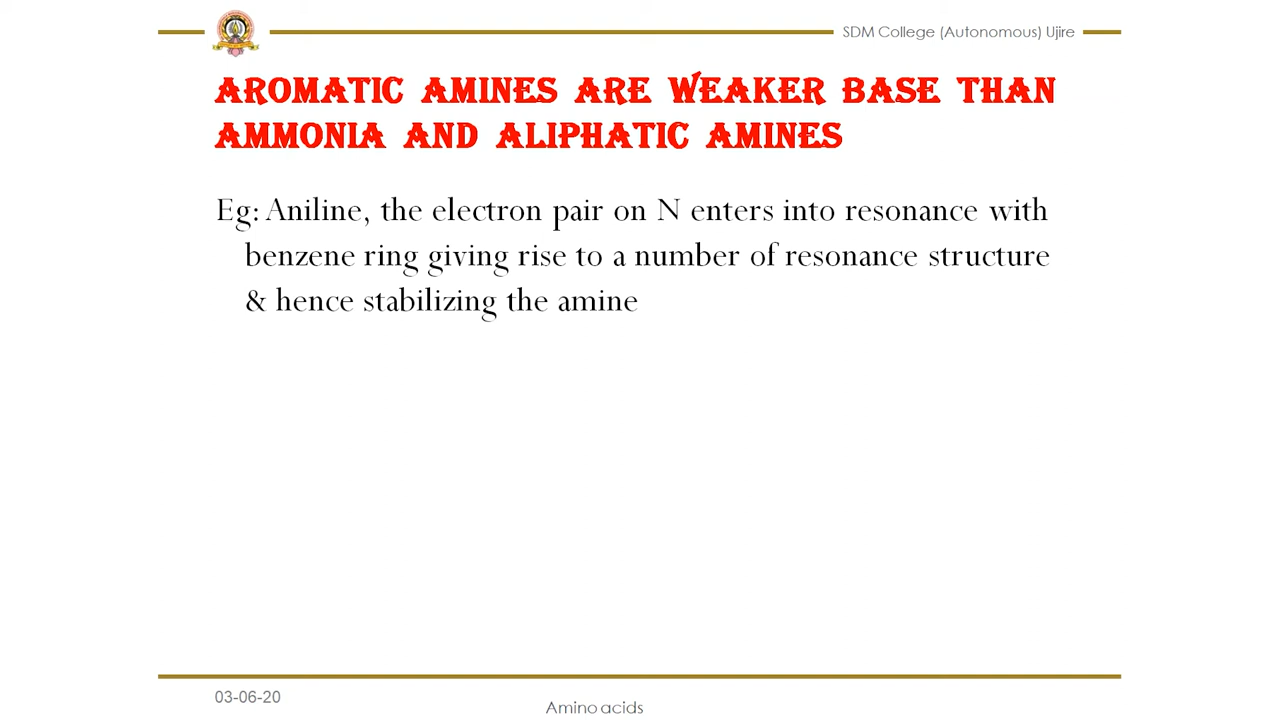 SDM College (Autonomous) Ujire
AROMATIC AMINES ARE WEAKER BASE THAN
AMMONIA AND ALIPHATIC AMINES
Eg: Aniline, the electron pair on N enters into resonance with
benzene ring giving rise to a number of resonance structure
& hence stabilizing the amine
03-06-20
Amino acids